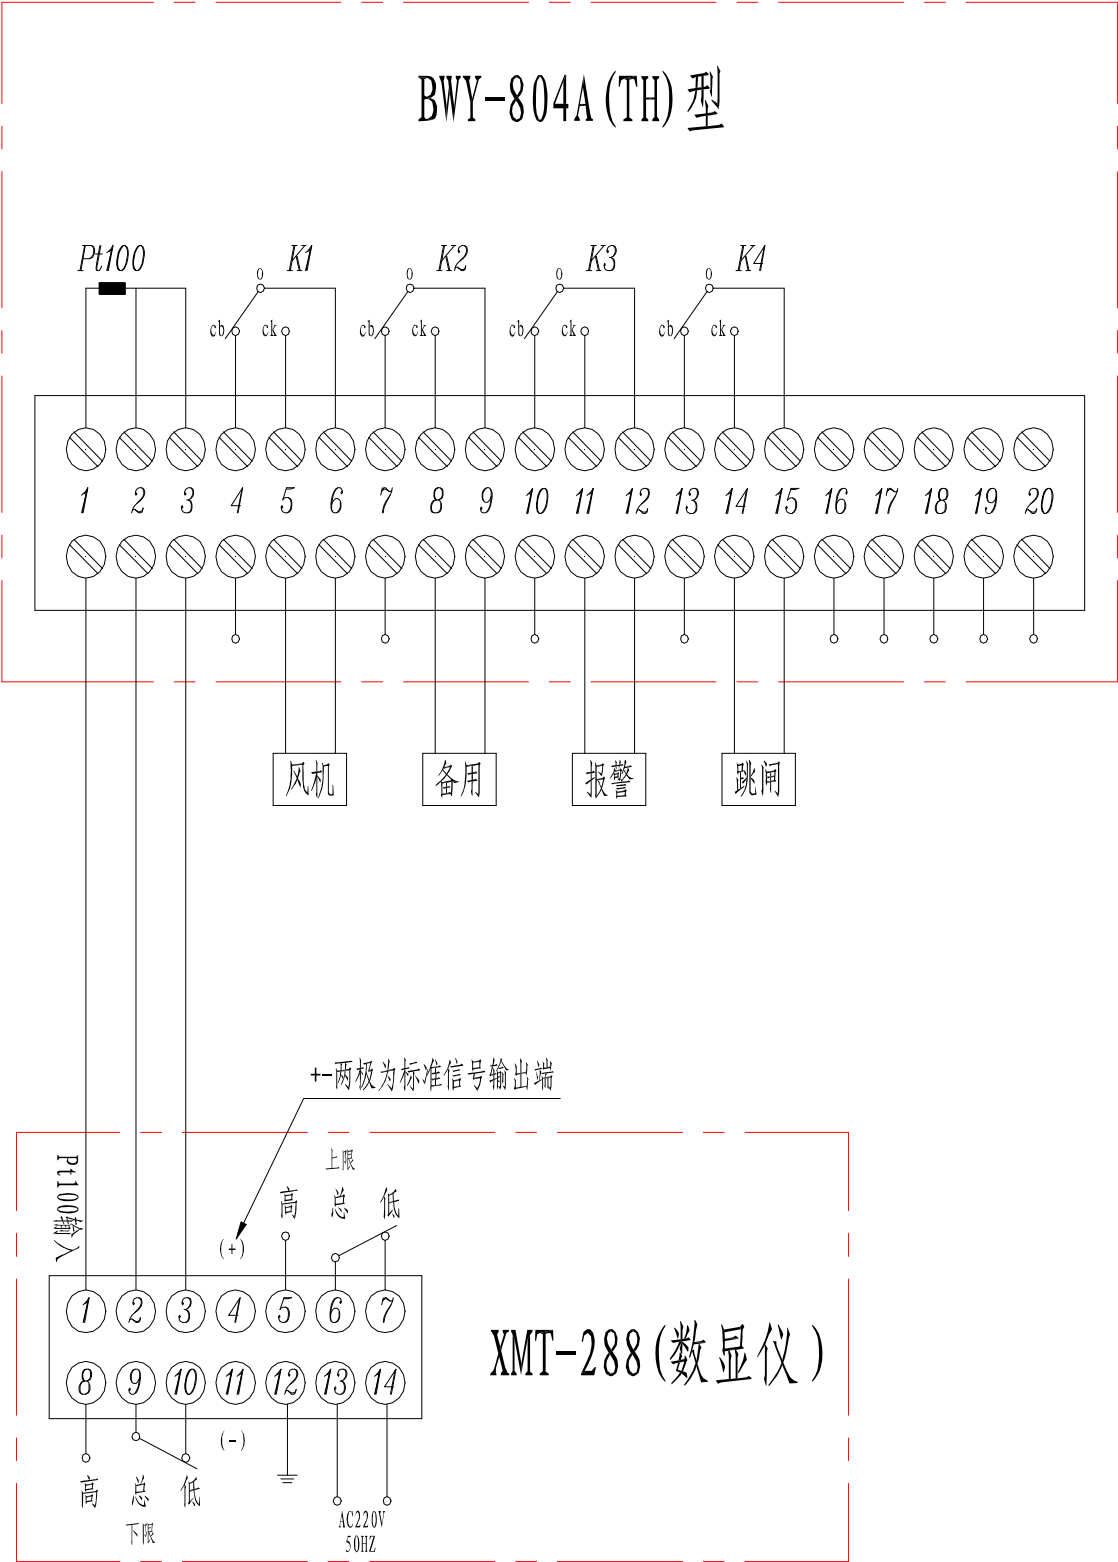 BWY-804A(TH)型
Pt100 K1 K2 K3 K4
0 0 0 0
cb ck cb ck cb ck cb ck
1 2 3 4 5 6 7 8 9 10 11 12 13 14 15 16 17 18 19 20
风机 备用 报警 跳闸
+-两极为标准信号输出端
Pt100输入
上限
高 总 低
(+)
1 2 3 4 5 6 7
XMT-288(数显仪)
8 9 10 11 12 13 14
(-)
高 总 低
下限
AC220V
50HZ